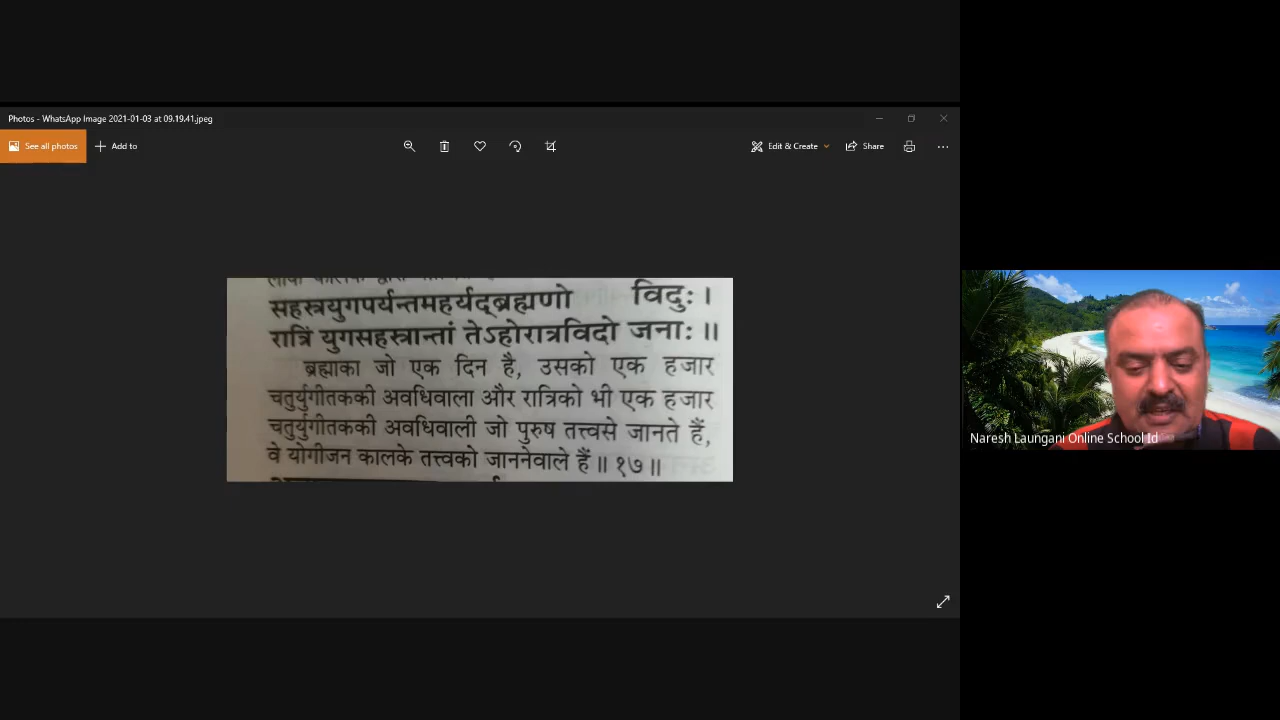 Photos - WhatsApp Image 2021-01-03 at 09.19.41.jpeg
See all photos
Add to
Edit & Create
Share
सहस्त्रयुगपर्यन्तमहर्यद्ब्रह्मणो विदुः।
रात्रिं युगसहस्त्रान्तां तेऽहोरात्रविदो जनाः॥
ब्रह्माका जो एक दिन है, उसको एक हजार
चतुर्युगीतककी अवधिवाला और रात्रिको भी एक हजार
चतुर्युगीतककी अवधिवाली जो पुरुष तत्त्वसे जानते हैं,
वे योगीजन कालके तत्त्वको जाननेवाले हैं॥ १७॥
Naresh Laungani Online School Id